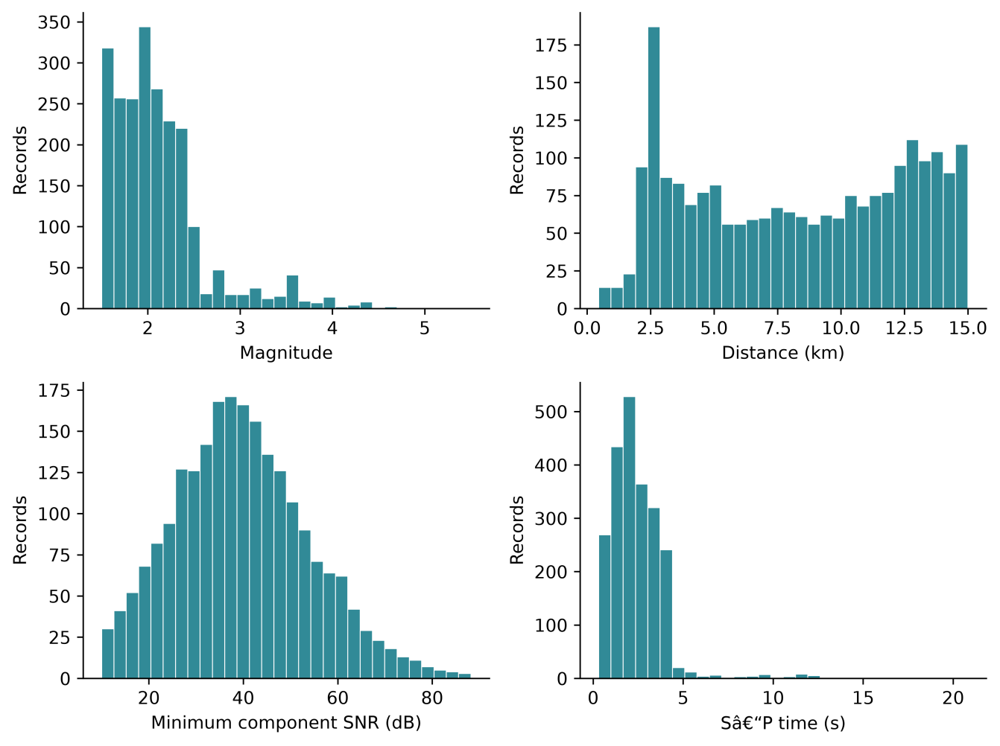 350
300
250
200
150
100
50
0
Records
2 3 4 5
Magnitude
175
150
125
100
75
50
25
0
Records
0.0 2.5 5.0 7.5 10.0 12.5 15.0
Distance (km)
175
150
125
100
75
50
25
0
Records
20 40 60 80
Minimum component SNR (dB)
500
400
300
200
100
0
Records
0 5 10 15 20
Sâ€“P time (s)